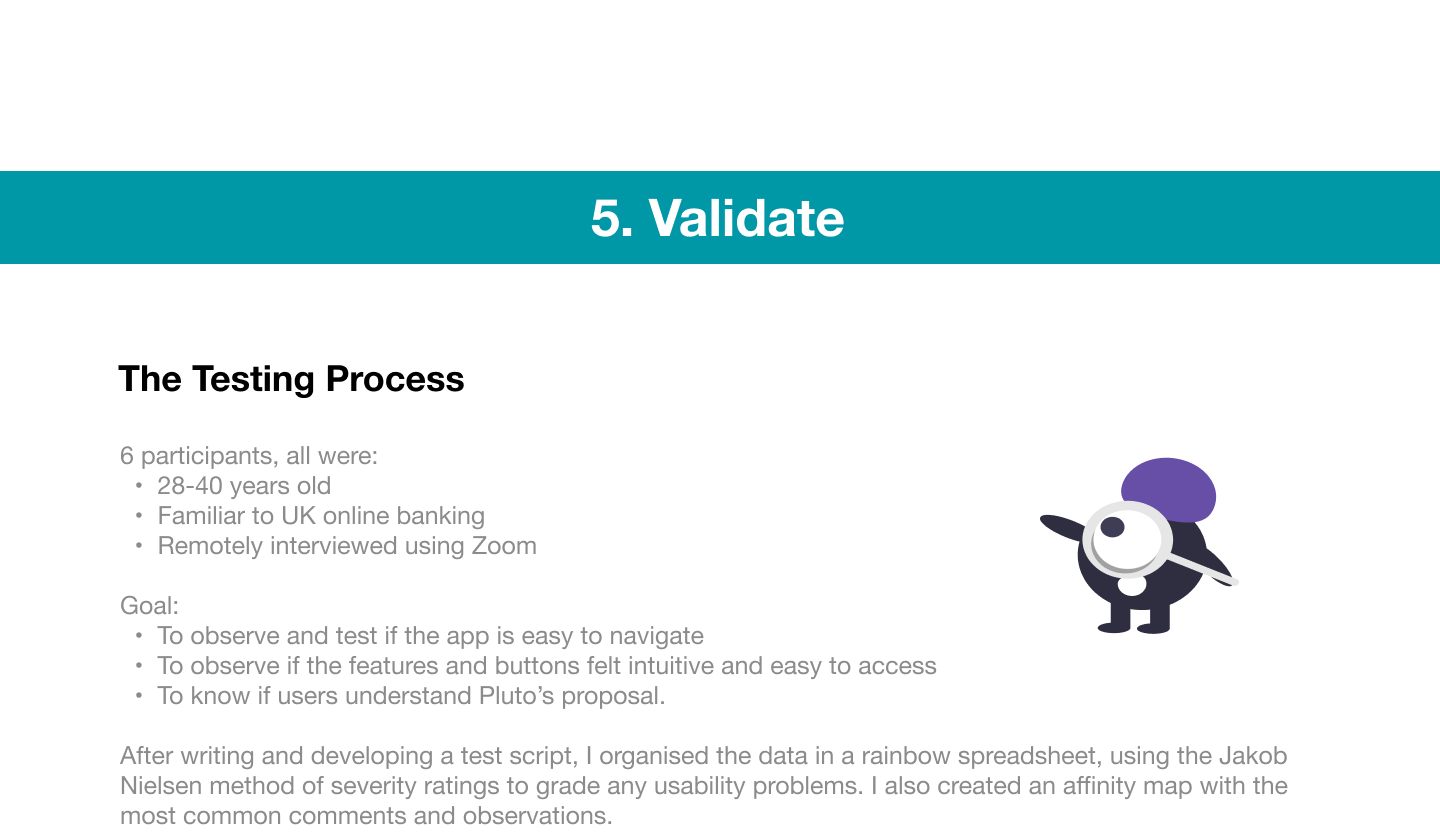 5. Validate
The Testing Process
6 participants, all were:
• 28-40 years old
• Familiar to UK online banking
• Remotely interviewed using Zoom
Goal:
• To observe and test if the app is easy to navigate
• To observe if the features and buttons felt intuitive and easy to access
• To know if users understand Pluto’s proposal.
After writing and developing a test script, I organised the data in a rainbow spreadsheet, using the Jakob
Nielsen method of severity ratings to grade any usability problems. I also created an affinity map with the
most common comments and observations.